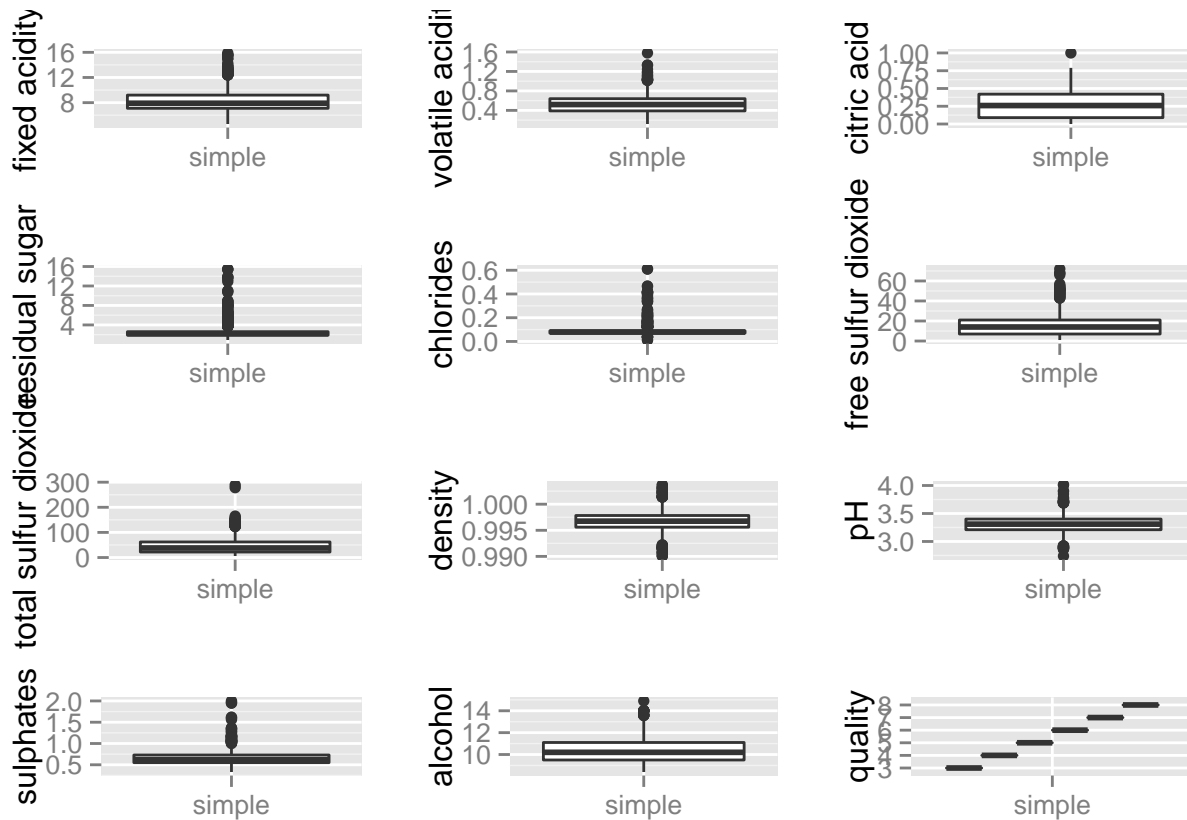 fixed acidity
16
12
8
simple
volatile acidit
1.6
1.2
0.8
0.4
simple
citric acid
1.00
0.75
0.50
0.25
0.00
simple
residual sugar
16
12
8
4
simple
chlorides
0.6
0.4
0.2
0.0
simple
free sulfur dioxide
60
40
20
0
simple
total sulfur dioxide
300
200
100
0
simple
density
1.000
0.995
0.990
simple
pH
4.0
3.5
3.0
simple
sulphates
2.0
1.5
1.0
0.5
simple
alcohol
14
12
10
simple
quality
8
7
6
5
4
3
simple